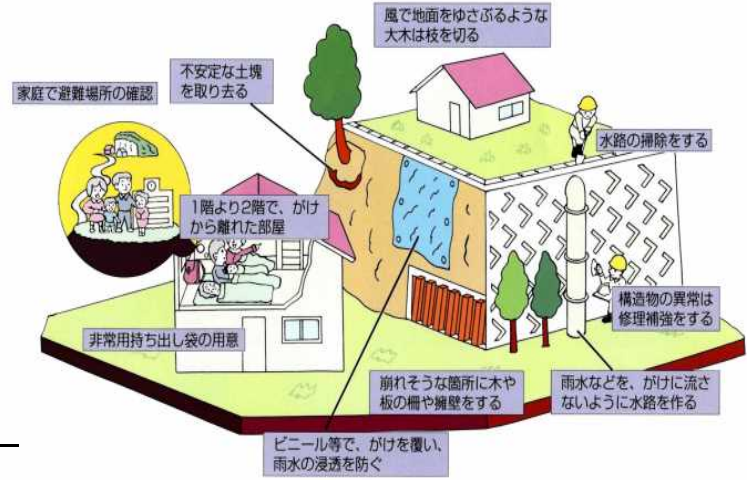 風で地面をゆさぶるような
大木は枝を切る
不安定な土塊
を取り去る
家庭で避難場所の確認
水路の掃除をする
1階より2階で、がけ
から離れた部屋
構造物の異常は
修理補強をする
非常用持ち出し袋の用意
崩れそうな箇所に木や
板の柵や擁壁をする
雨水などを、がけに流さ
ないように水路を作る
ビニール等で、がけを覆い、
雨水の浸透を防ぐ